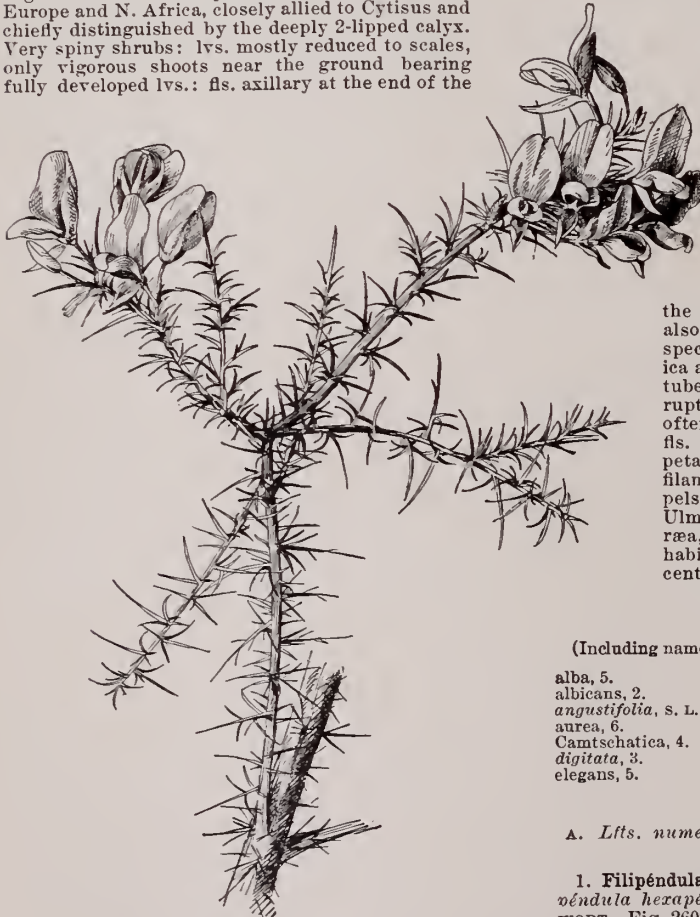 Europe and N. Africa, closely allied to Cytisus and
chiefly distinguished by the deeply 2-lipped calyx.
Very spiny shrubs: lvs. mostly reduced to scales,
only vigorous shoots near the ground bearing
fully developed lvs.: fls. axillary at the end of the
the
also
spec
ica a
tube
rupt
ofte
fls.
peta
filan
pels
Ulm
ræa,
habi
cent
(Including name
alba, 5.
albicans, 2.
angustifolia, S. L.
aurea, 6.
Camtschatica, 4.
digitata, 3.
elegans, 5.
A. Lfts. nume
1. Filipéndula
véndula hexapé